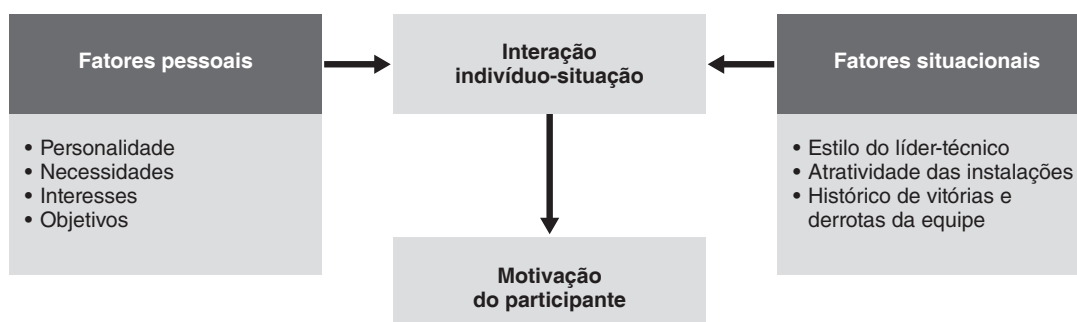 Fatores pessoais
• Personalidade
• Necessidades
• Interesses
• Objetivos
Interação
indivíduo-situação
Motivação
do participante
Fatores situacionais
• Estilo do líder-técnico
• Atratividade das instalações
• Histórico de vitórias e
derrotas da equipe